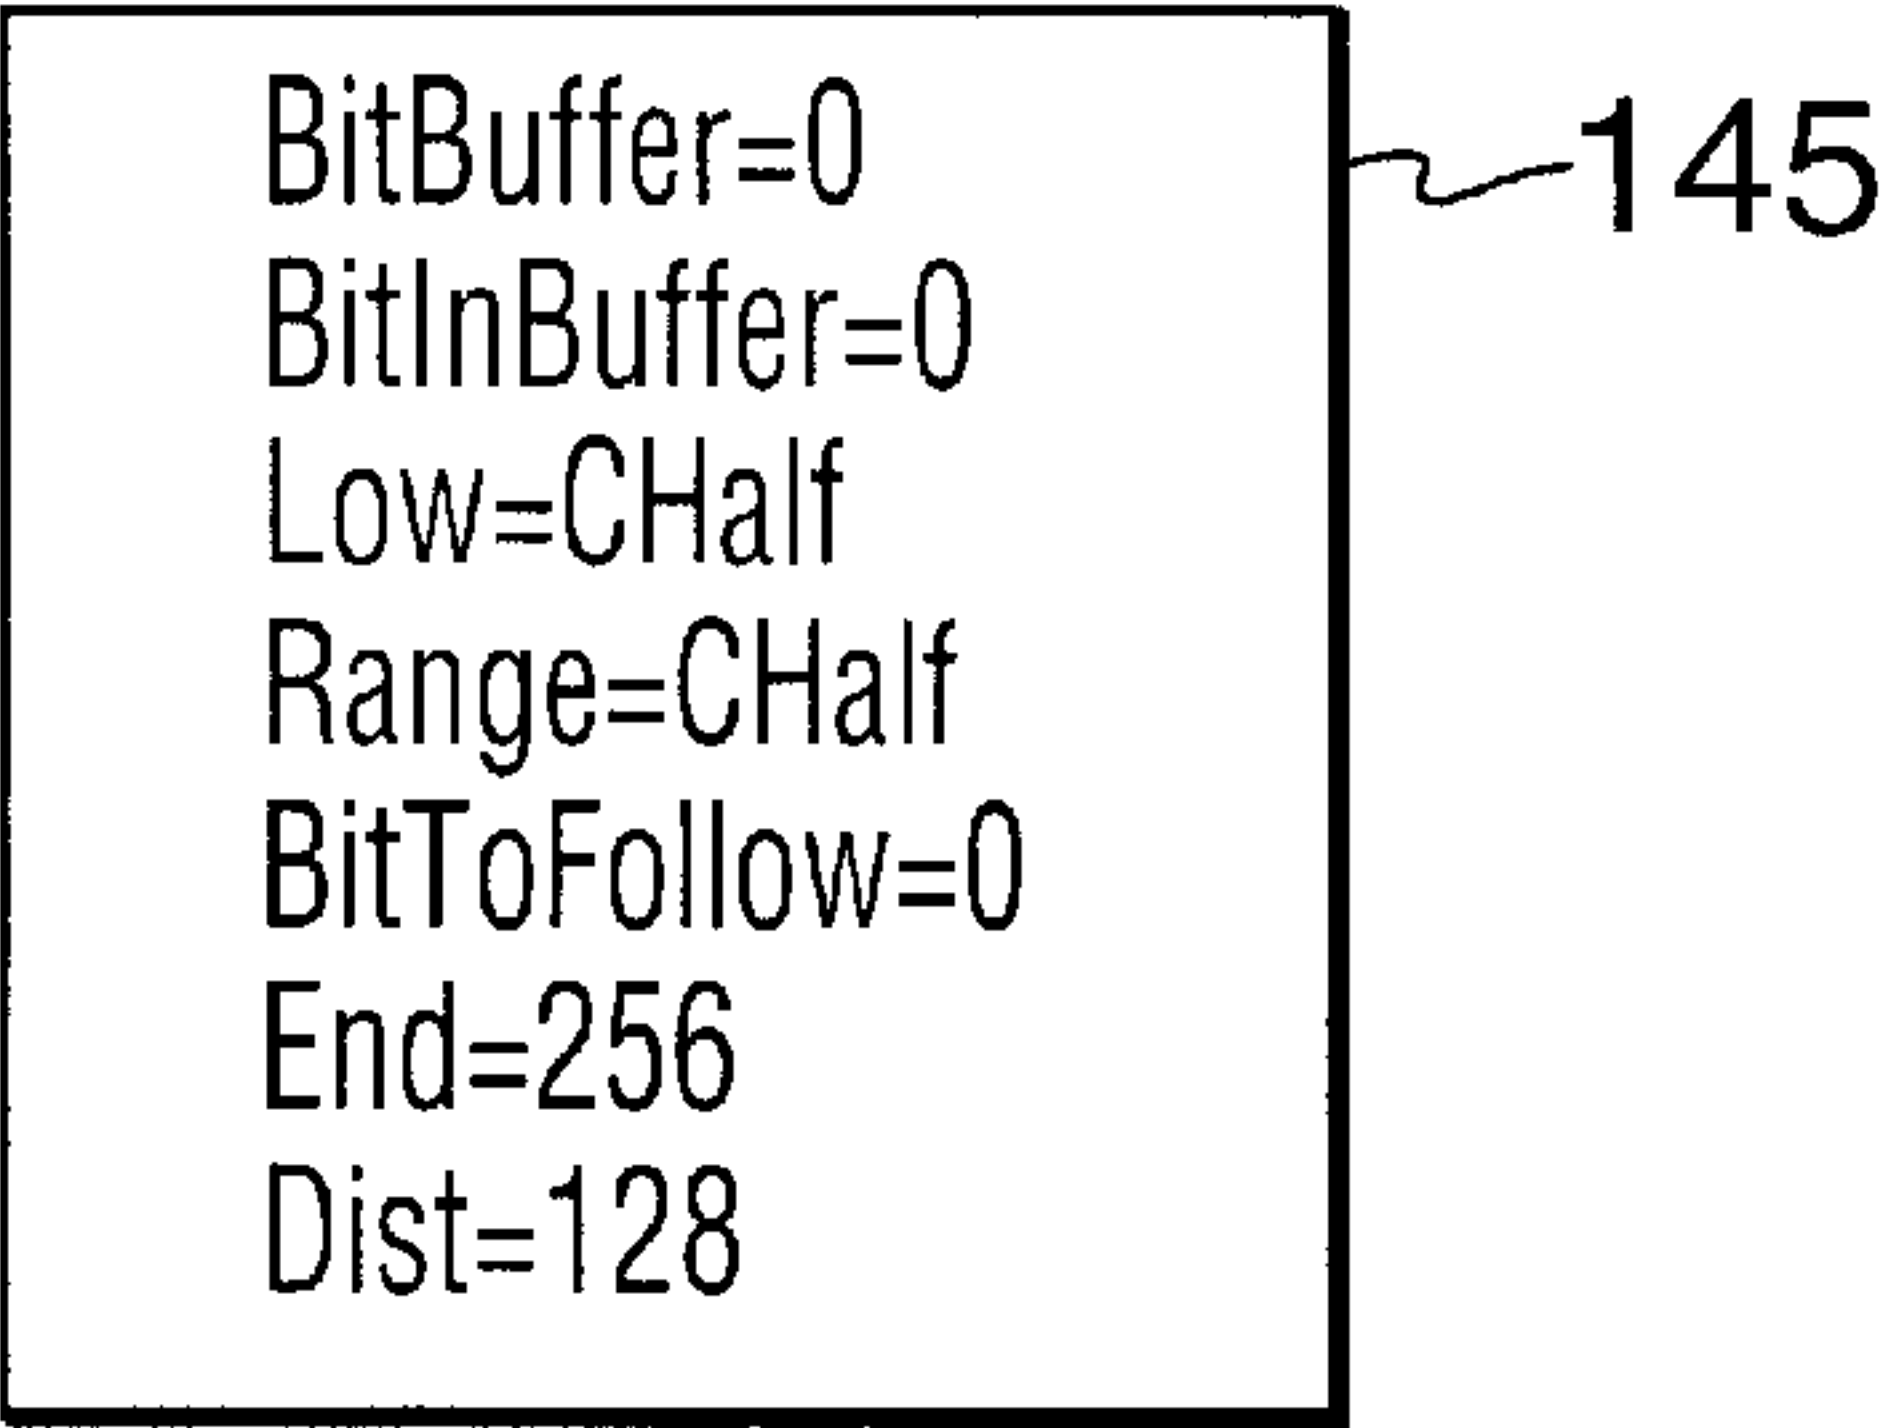 BitBuffer=0
145
BitInBuffer=0
Low=CHalf
Range=CHalf
BitToFollow=0
End=256
Dist=128